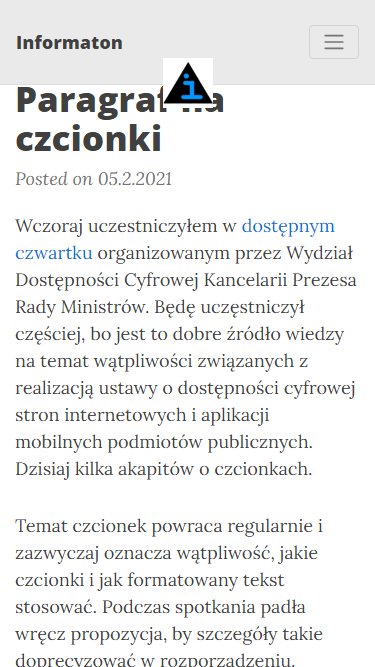 Informaton
Paragraf na
czcionki
Posted on 05.2.2021
Wczoraj uczestniczyłem w dostępnym
czwartku organizowanym przez Wydział
Dostępności Cyfrowej Kancelarii Prezesa
Rady Ministrów. Będę uczęstniczył
częściej, bo jest to dobre źródło wiedzy
na temat wątpliwości związanych z
realizacją ustawy o dostępności cyfrowej
stron internetowych i aplikacji
mobilnych podmiotów publicznych.
Dzisiaj kilka akapitów o czcionkach.
Temat czcionek powraca regularnie i
zazwyczaj oznacza wątpliwość, jakie
czcionki i jak formatowany tekst
stosować. Podczas spotkania padła
wręcz propozycja, by szczegóły takie
doprecyzować w rozporządzeniu.